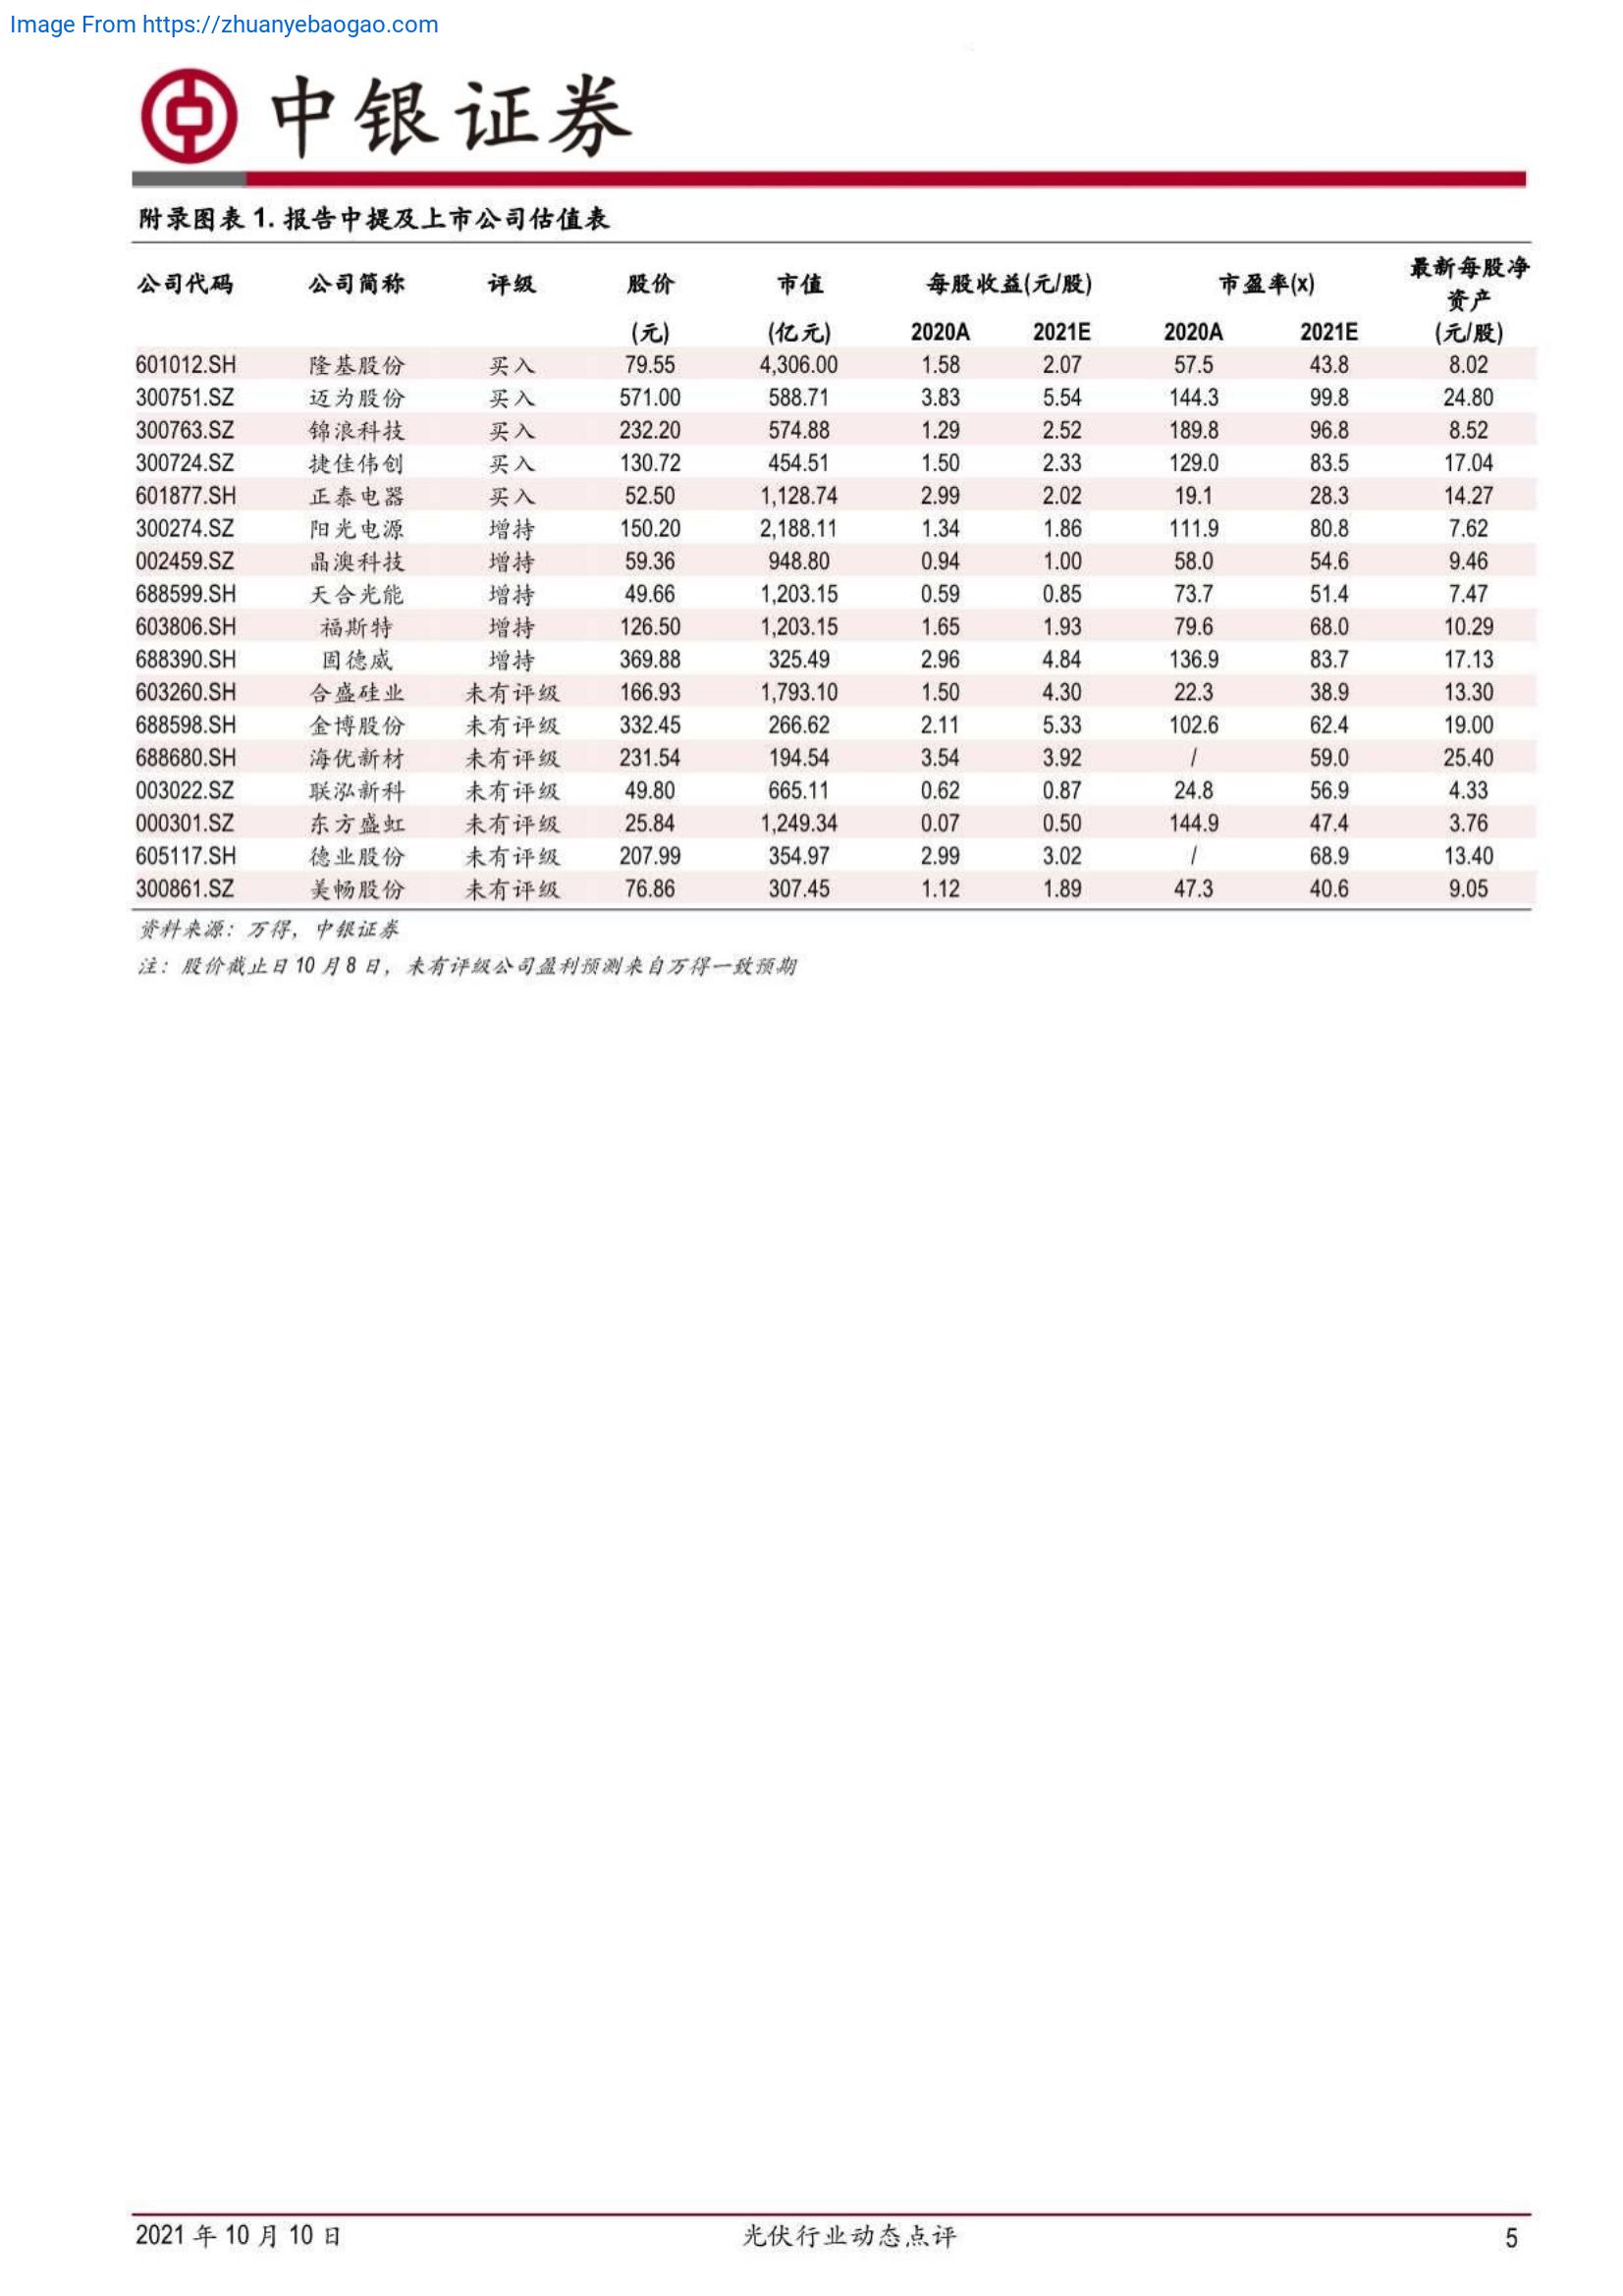 Image From https://zhuanyebaogao.com
中银证券
附录图表 1. 报告中提及上市公司估值表
公司代码 公司简称 评级 股价 市值 每股收益(元/股) 市盈率(x) 最新每股净资产
(元) (亿元) 2020A 2021E 2020A 2021E (元/股)
601012.SH 隆基股份 买入 79.55 4,306.00 1.58 2.07 57.5 43.8 8.02
300751.SZ 迈为股份 买入 571.00 588.71 3.83 5.54 144.3 99.8 24.80
300763.SZ 锦浪科技 买入 232.20 574.88 1.29 2.52 189.8 96.8 8.52
300724.SZ 捷佳伟创 买入 130.72 454.51 1.50 2.33 129.0 83.5 17.04
601877.SH 正泰电器 买入 52.50 1,128.74 2.99 2.02 19.1 28.3 14.27
300274.SZ 阳光电源 增持 150.20 2,188.11 1.34 1.86 111.9 80.8 7.62
002459.SZ 晶澳科技 增持 59.36 948.80 0.94 1.00 58.0 54.6 9.46
688599.SH 天合光能 增持 49.66 1,203.15 0.59 0.85 73.7 51.4 7.47
603806.SH 福斯特 增持 126.50 1,203.15 1.65 1.93 79.6 68.0 10.29
688390.SH 固德威 增持 369.88 325.49 2.96 4.84 136.9 83.7 17.13
603260.SH 合盛硅业 未有评级 166.93 1,793.10 1.50 4.30 22.3 38.9 13.30
688598.SH 金博股份 未有评级 332.45 266.62 2.11 5.33 102.6 62.4 19.00
688680.SH 海优新材 未有评级 231.54 194.54 3.54 3.92 / 59.0 25.40
003022.SZ 联泓新科 未有评级 49.80 665.11 0.62 0.87 24.8 56.9 4.33
000301.SZ 东方盛虹 未有评级 25.84 1,249.34 0.07 0.50 144.9 47.4 3.76
605117.SH 德业股份 未有评级 207.99 354.97 2.99 3.02 / 68.9 13.40
300861.SZ 美畅股份 未有评级 76.86 307.45 1.12 1.89 47.3 40.6 9.05
资料来源：万得，中银证券
注：股价截止日 10 月 8 日，未有评级公司盈利预测来自万得一致预期
2021 年 10 月 10 日 光伏行业动态点评 5